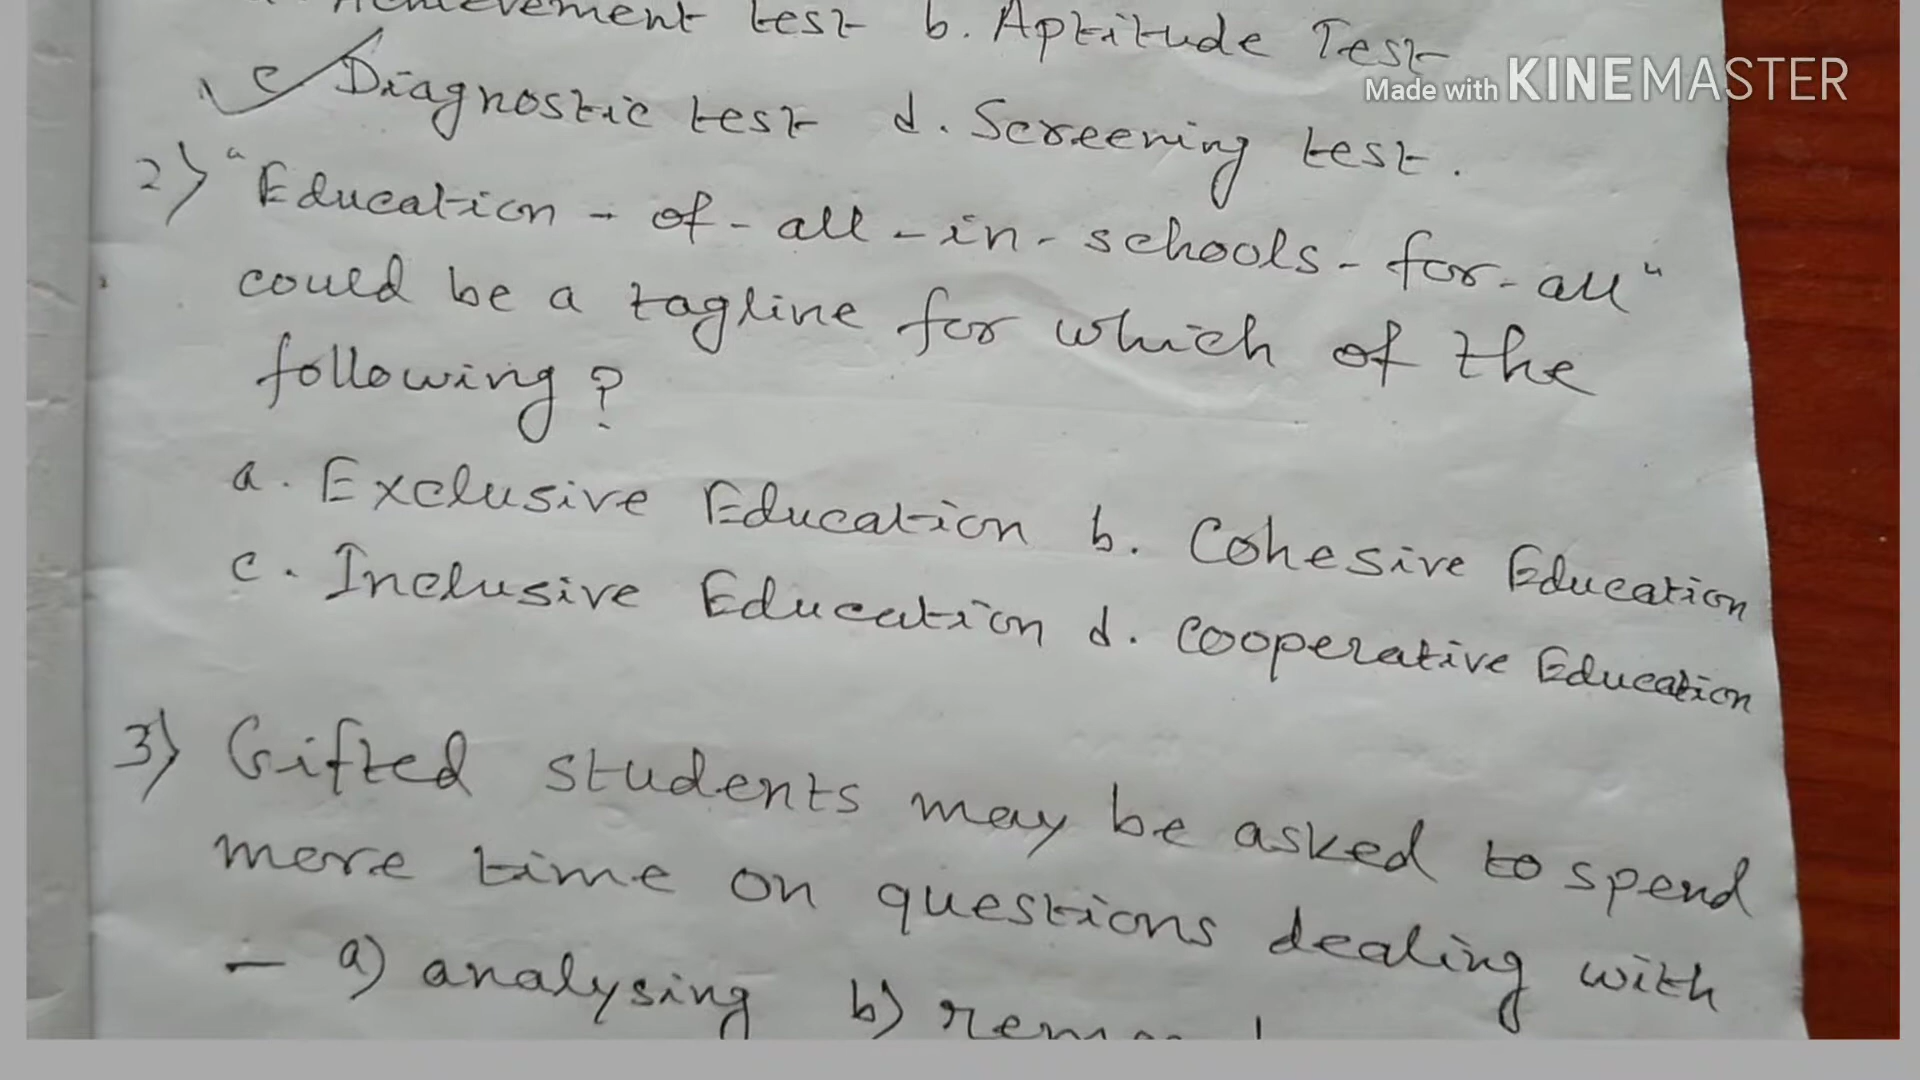 Achievement test b. Aptitude Test
Made with KINEMASTER
c Diagnostic test d. Screening test.
2) "Education - of - all - in - schools - for - all"
could be a tagline for which of the
following?
a. Exclusive Education b. Cohesive Education
c. Inclusive Education d. Cooperative Education
3) Gifted students may be asked to spend
more time on questions dealing with
- a) analysing b)